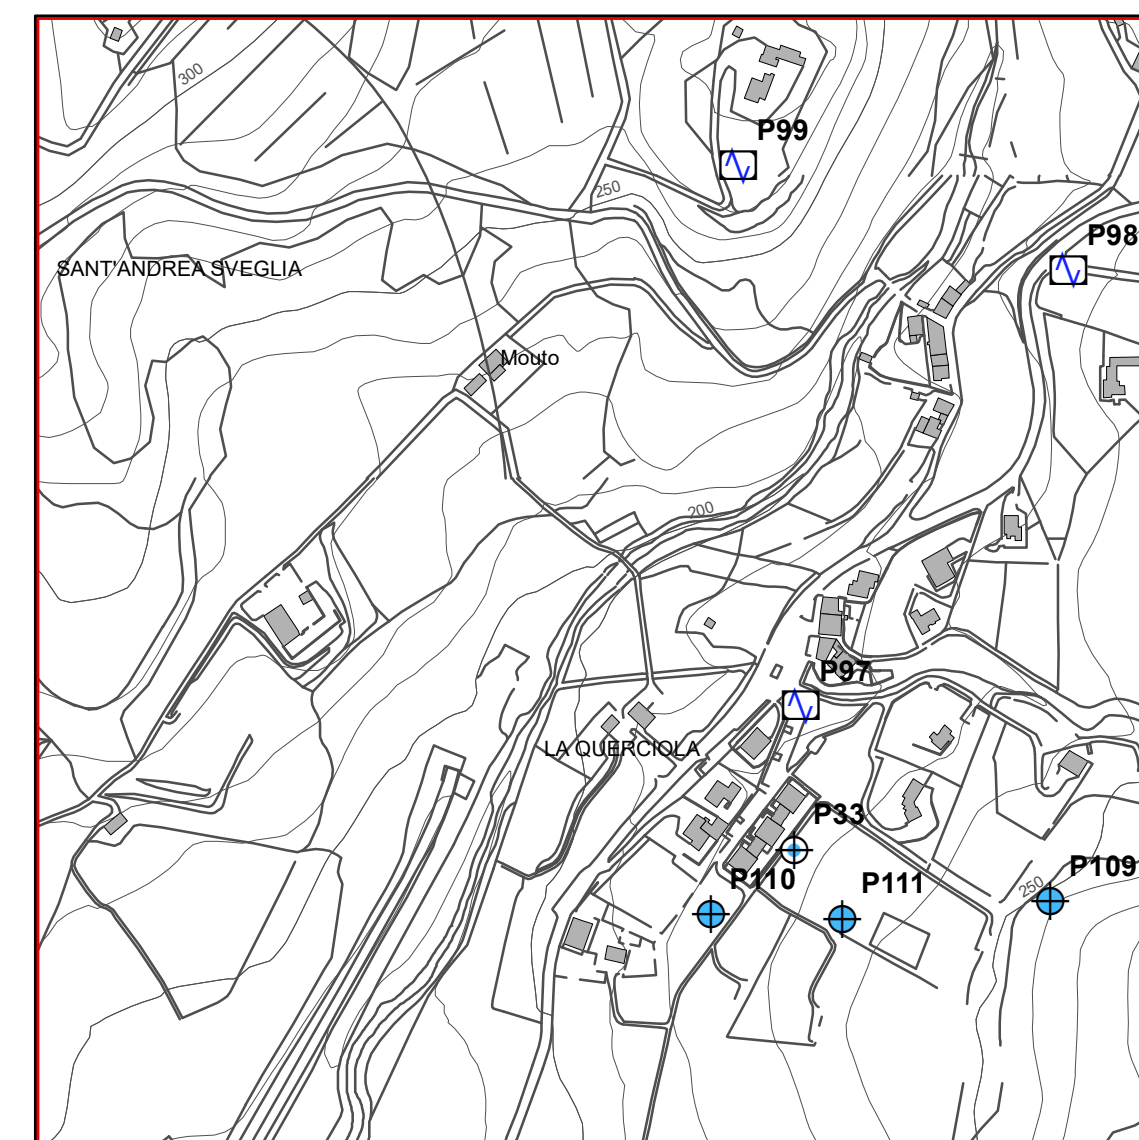 300
P99
250
P98
SANT'ANDREA SVEGLIA
Mouto
200
P97
LA QUERCIOLA
P33
P109
P110
P111
250